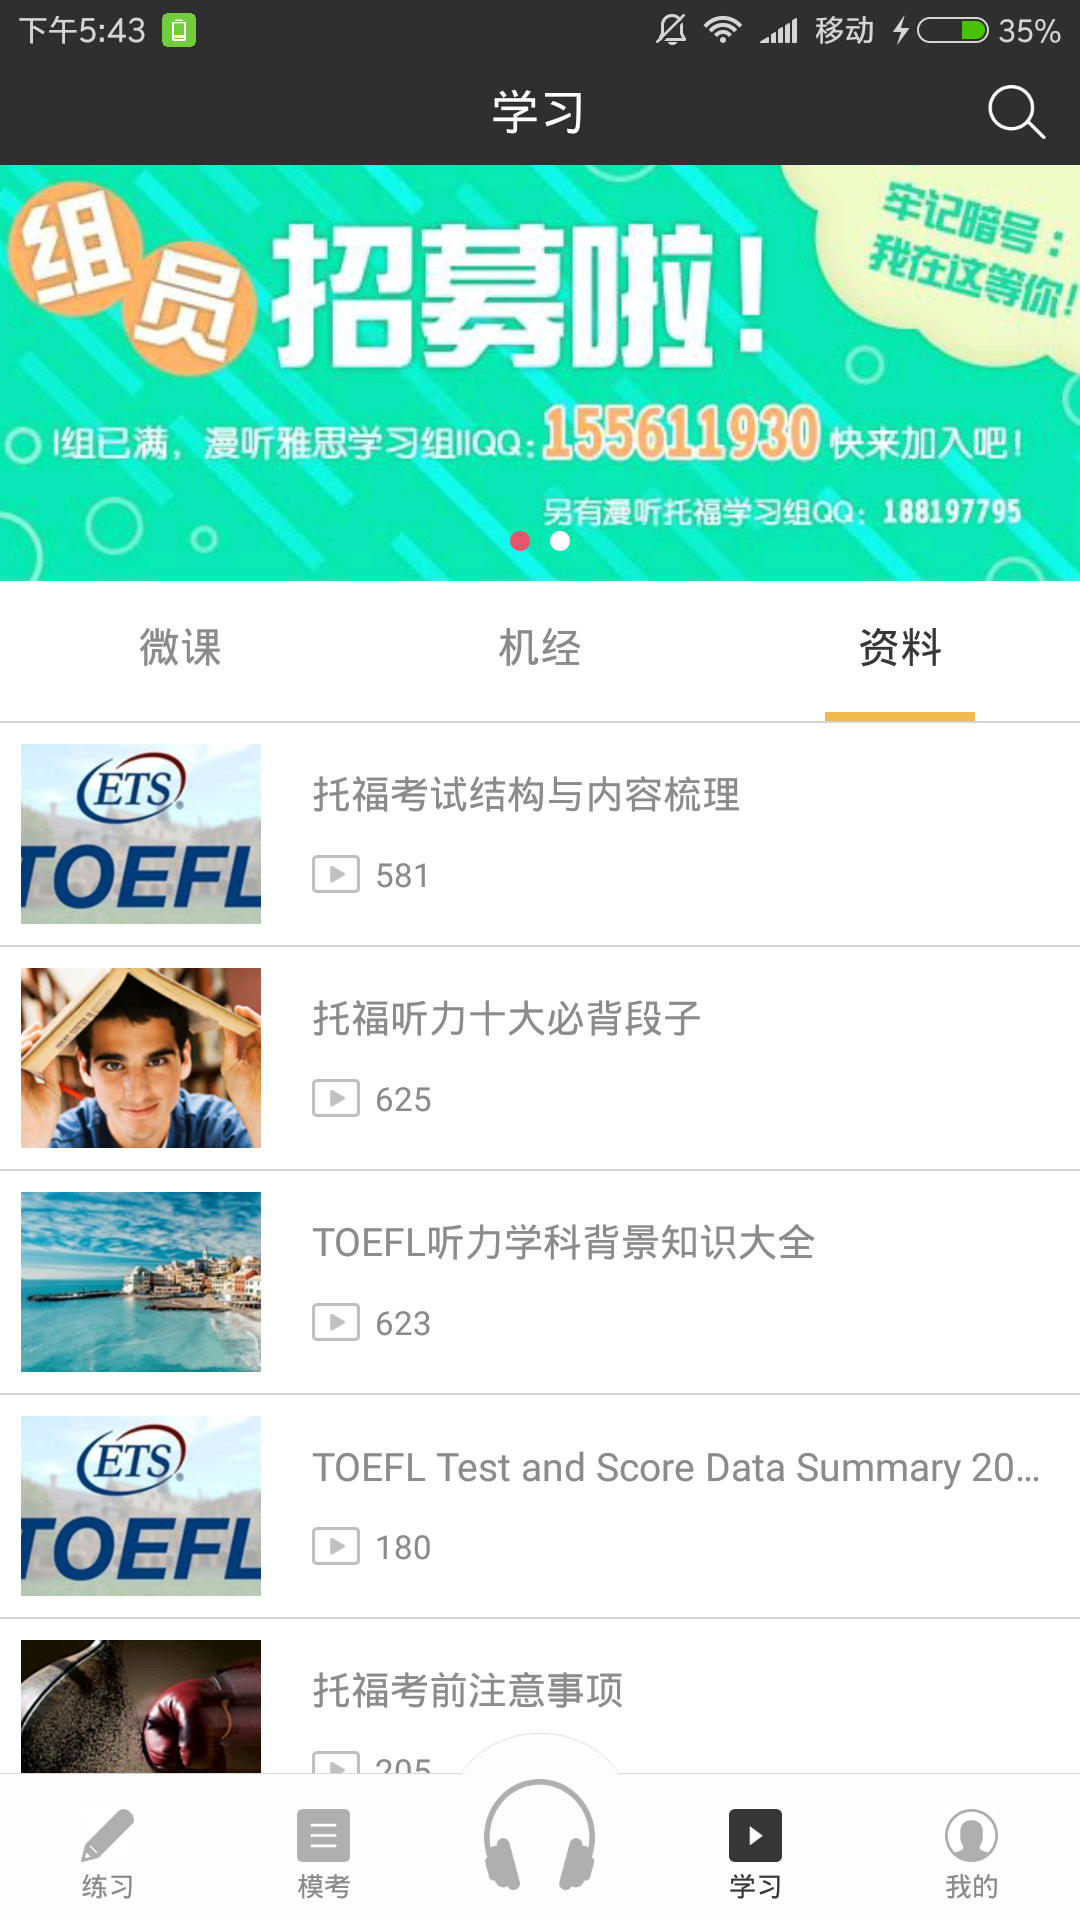 下午5:43 移动 35%
学习
组员招募啦!
牢记暗号:
我在这等你!
I组已满,漫听雅思学习组IIQQ:155611930 快来加入吧!
另有漫听托福学习组QQ: 188197795
微课 机经 资料
ETS
TOEFL
托福考试结构与内容梳理
581
托福听力十大必背段子
625
TOEFL听力学科背景知识大全
623
ETS
TOEFL
TOEFL Test and Score Data Summary 20...
180
托福考前注意事项
205
练习 模考 学习 我的